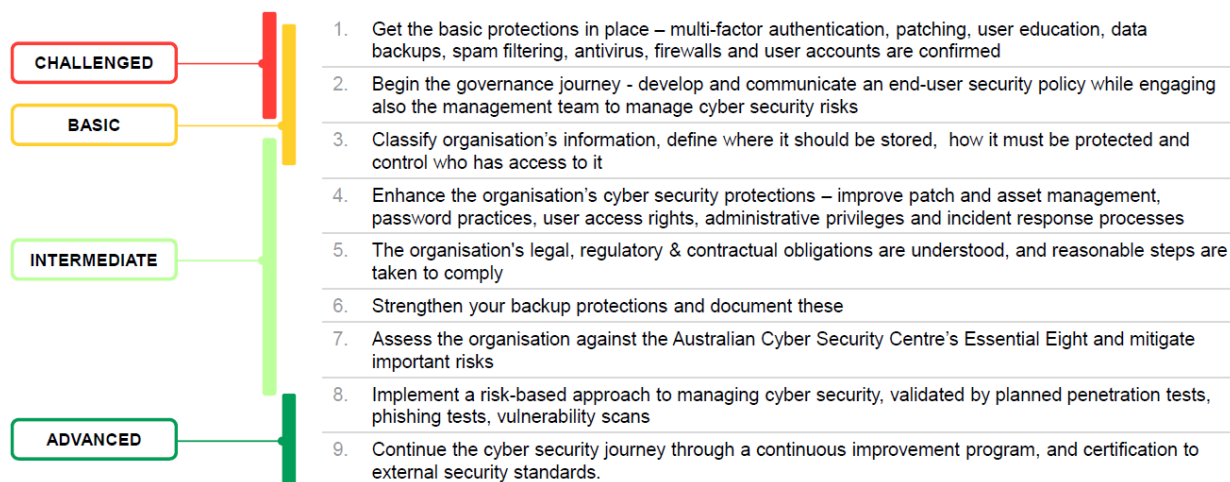 CHALLENGED
BASIC
INTERMEDIATE
ADVANCED
1. Get the basic protections in place – multi-factor authentication, patching, user education, data
backups, spam filtering, antivirus, firewalls and user accounts are confirmed
2. Begin the governance journey - develop and communicate an end-user security policy while engaging
also the management team to manage cyber security risks
3. Classify organisation’s information, define where it should be stored, how it must be protected and
control who has access to it
4. Enhance the organisation’s cyber security protections – improve patch and asset management,
password practices, user access rights, administrative privileges and incident response processes
5. The organisation's legal, regulatory & contractual obligations are understood, and reasonable steps are
taken to comply
6. Strengthen your backup protections and document these
7. Assess the organisation against the Australian Cyber Security Centre’s Essential Eight and mitigate
important risks
8. Implement a risk-based approach to managing cyber security, validated by planned penetration tests,
phishing tests, vulnerability scans
9. Continue the cyber security journey through a continuous improvement program, and certification to
external security standards.